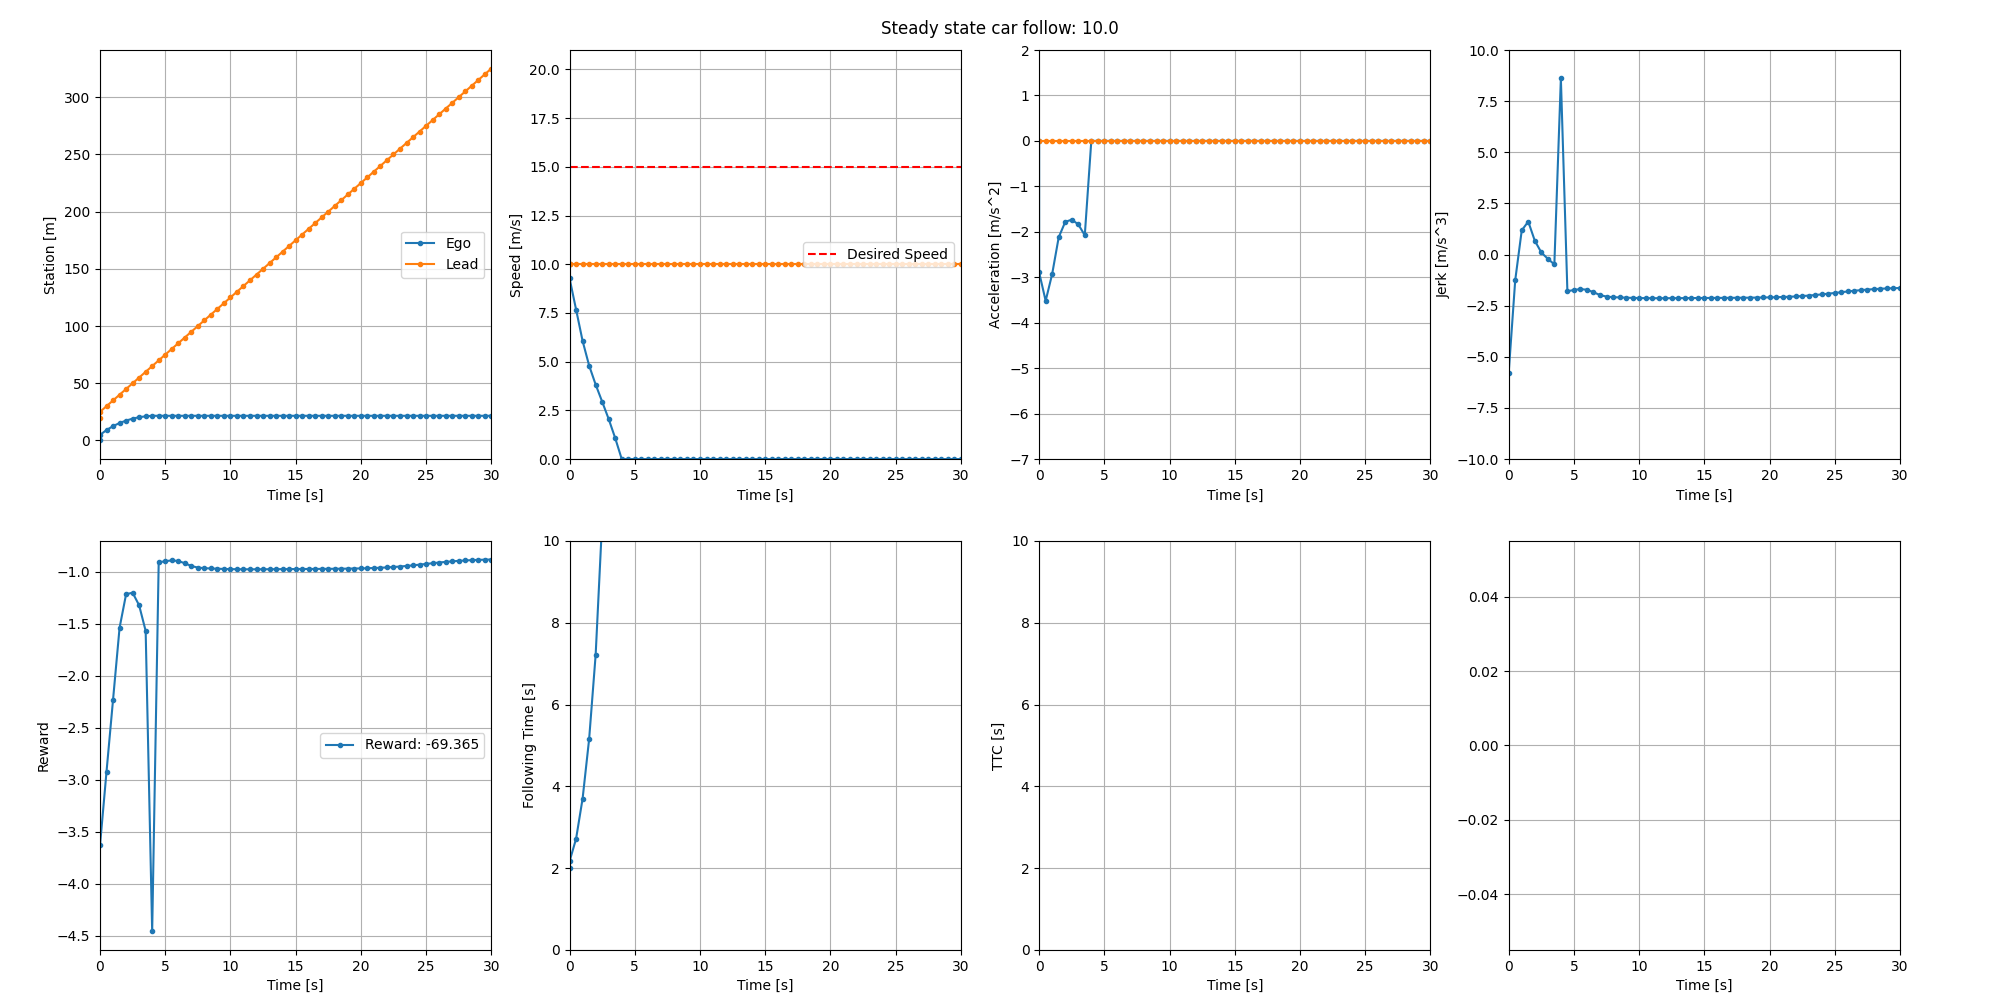 Steady state car follow: 10.0
Station [m]
300
250
200
150
100
50
0
Ego
Lead
0 5 10 15 20 25 30
Time [s]
Speed [m/s]
20.0
17.5
15.0
12.5
10.0
7.5
5.0
2.5
0.0
Desired Speed
0 5 10 15 20 25 30
Time [s]
Acceleration [m/s^2]
2
1
0
−1
−2
−3
−4
−5
−6
−7
0 5 10 15 20 25 30
Time [s]
Jerk [m/s^3]
10.0
7.5
5.0
2.5
0.0
−2.5
−5.0
−7.5
−10.0
0 5 10 15 20 25 30
Time [s]
Reward
−1.0
−1.5
−2.0
−2.5
−3.0
−3.5
−4.0
−4.5
Reward: -69.365
0 5 10 15 20 25 30
Time [s]
Following Time [s]
10
8
6
4
2
0
0 5 10 15 20 25 30
Time [s]
TTC [s]
10
8
6
4
2
0
0 5 10 15 20 25 30
Time [s]
0.04
0.02
0.00
−0.02
−0.04
0 5 10 15 20 25 30
Time [s]